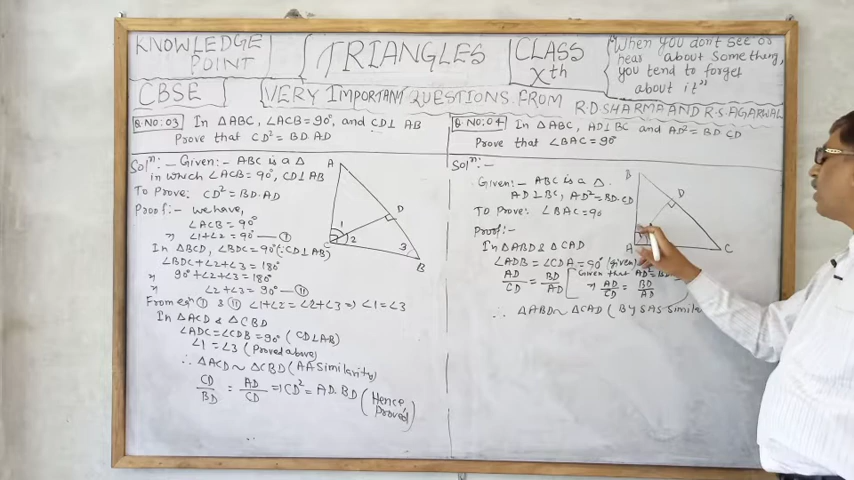 KNOWLEDGE POINT
TRIANGLES
CLASS Xth
"When you don't see or hear about something, you tend to forget about it"
CBSE
VERY IMPORTANT QUESTIONS FROM R.D SHARMA AND R.S. AGARWAL
Q.NO:03 In △ABC, ∠ACB=90°, and CD⊥AB
Prove that CD²=BD.AD
Solⁿ:- Given:- ABC is a △
in which ∠ACB=90°, CD⊥AB
To Prove: CD²=BD.AD
Proof:- we have,
∠ACB=90°
" ∠1+∠2=90° — (I)
In △BCD, ∠BDC=90° (∵CD⊥AB)
∠BDC+∠2+∠3=180°
" 90°+∠2+∠3=180°
" ∠2+∠3=90° — (II)
From eⁿ (I) & (II) ∠1+∠2=∠2+∠3 ⇒ ∠1=∠3
In △ACD & △CBD
∠ADC=∠CDB=90° (CD⊥AB)
∠1=∠3 (Proved above)
∴ △ACD ~ △CBD (AA Similarity)
CD/BD = AD/CD ⇒ CD²=AD.BD (Hence Proved)
A
D
C
B
1
2
3
Q.NO:04 In △ABC, AD⊥BC and AD²=BD.CD
Prove that ∠BAC=90°
Solⁿ:-
Given:- ABC is a △.
AD⊥BC, AD²=BD.CD
To Prove: ∠BAC=90
Proof:-
In △ABD & △CAD
∠ADB=∠CDA=90° (given)
AD/CD = BD/AD [Given that AD²=BD
" AD/CD = BD/AD
∴ △ABD ~ △CAD (By SAS Simila
B
D
A
C